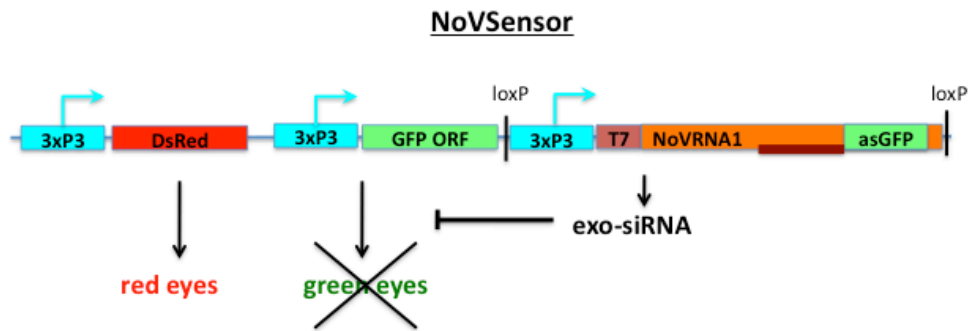 NoVSensor
loxP
loxP
3xP3 DsRed 3xP3 GFP ORF 3xP3 T7 NoVRNA1 asGFP
exo-siRNA
red eyes green eyes